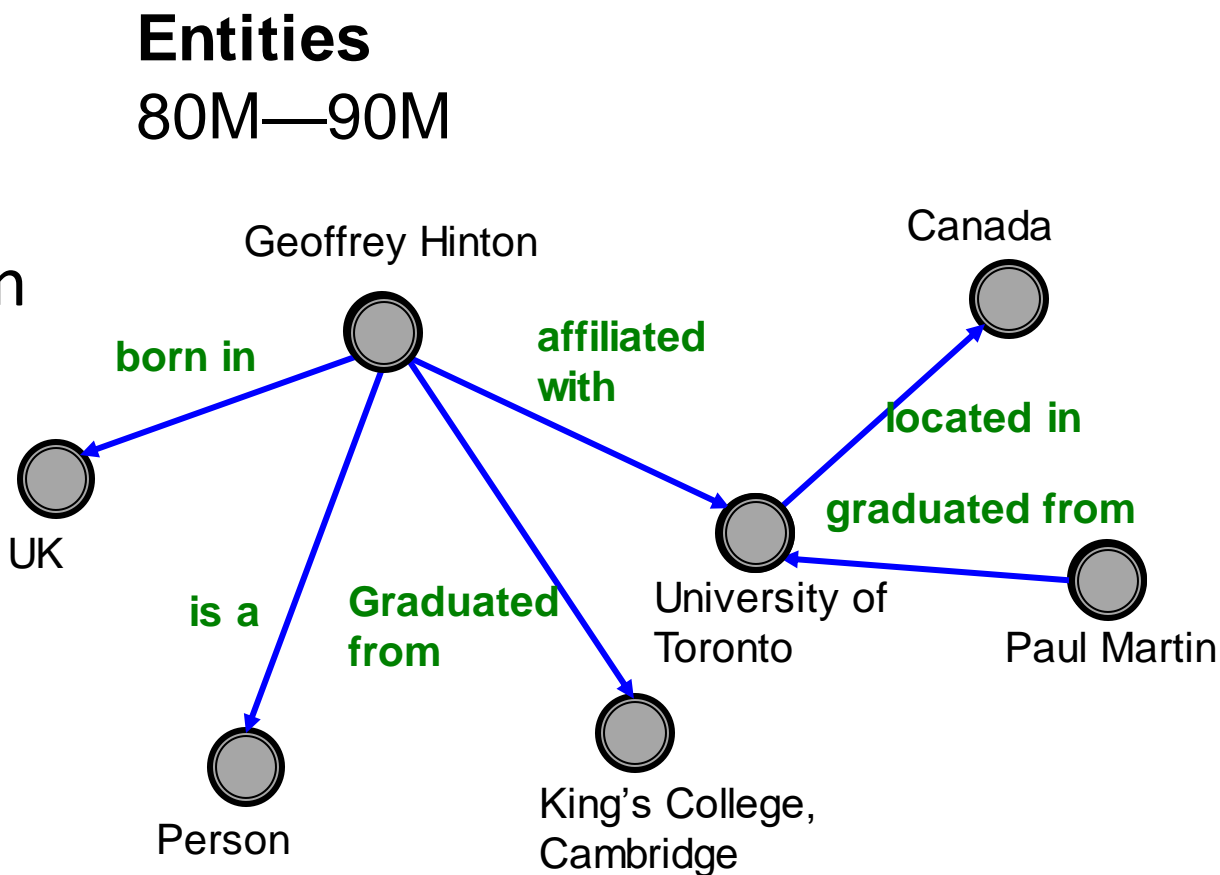 Entities
80M—90M
Canada
Geoffrey Hinton
n
affiliated
with
born in
located in
graduated from
UK
is a
Graduated
from
University of
Toronto
Paul Martin
King’s College,
Cambridge
Person